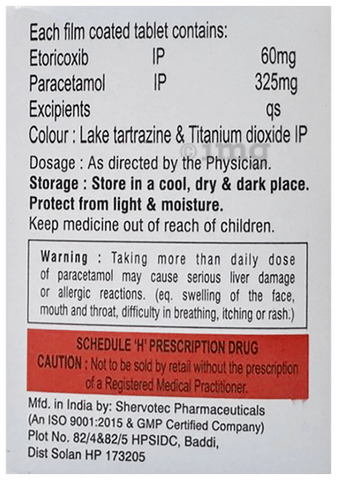 Each film coated tablet contains:
Etoricoxib IP 60mg
Paracetamol IP 325mg
Excipients qs
Colour : Lake tartrazine & Titanium dioxide IP
Dosage : As directed by the Physician.
Storage : Store in a cool, dry & dark place.
Protect from light & moisture.
Keep medicine out of reach of children.
Warning : Taking more than daily dose
of paracetamol may cause serious liver damage
or allergic reactions. (eq. swelling of the face,
mouth and throat, difficulty in breathing, itching or rash.)
SCHEDULE 'H' PRESCRIPTION DRUG
CAUTION : Not to be sold by retail without the prescription
of a Registered Medical Practitioner.
Mfd. in India by: Shervotec Pharmaceuticals
(An ISO 9001:2015 & GMP Certified Company)
Plot No. 82/4&82/5 HPSIDC, Baddi,
Dist Solan HP 173205